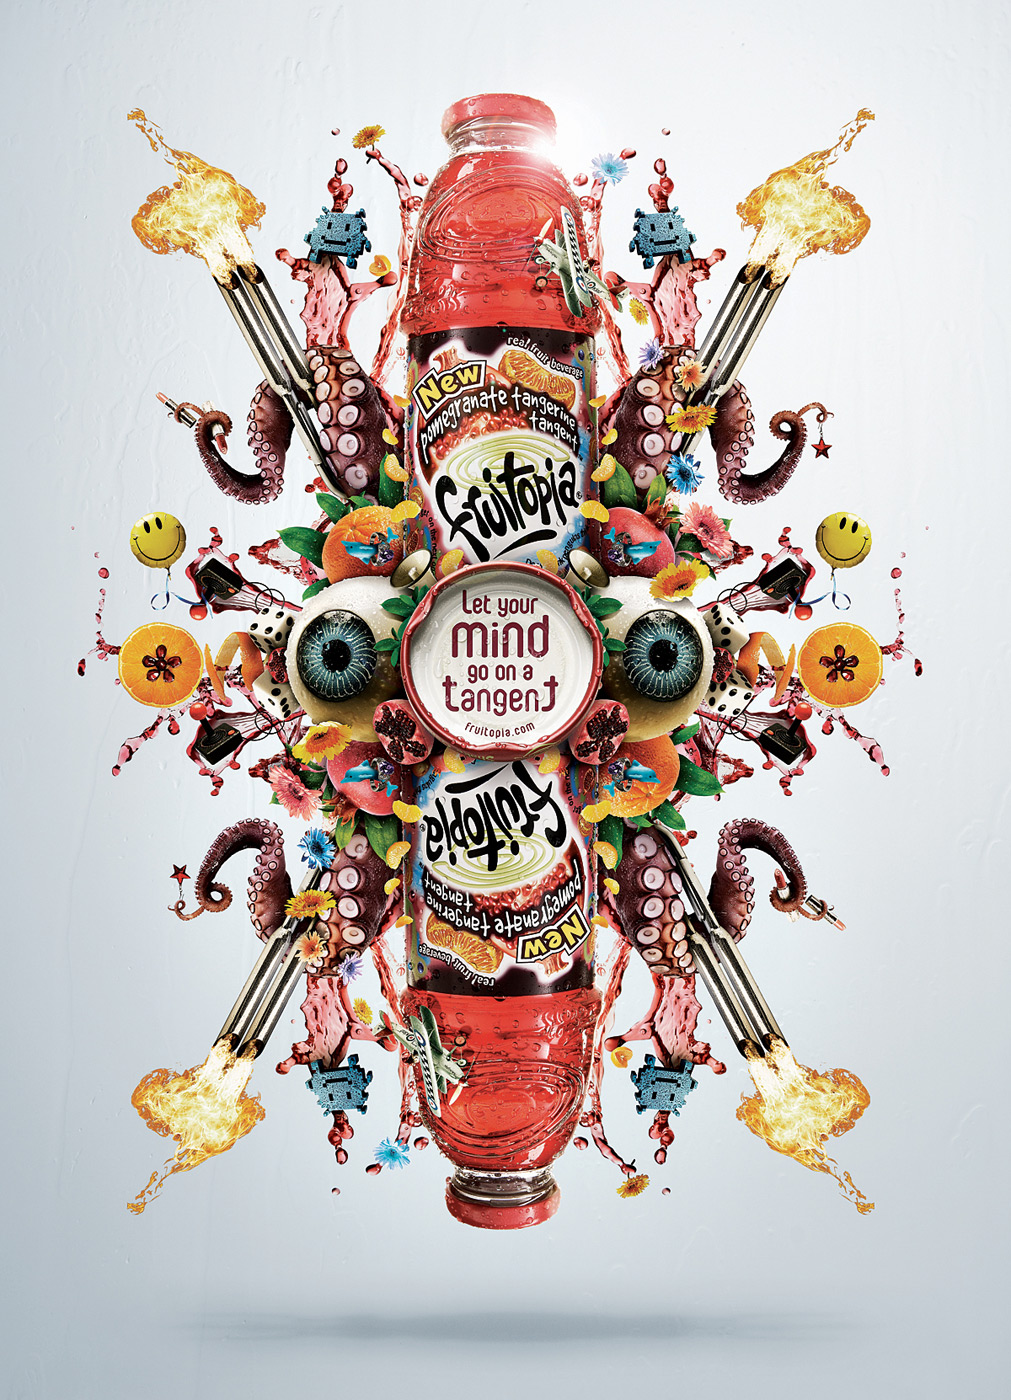 real fruit beverage
New
pomegranate tangerine
tangent
fruitopia®
Let your
mind
go on a
tangent
fruitopia.com
fruitopia®
pomegranate tangerine
tangent
New
real fruit beverage